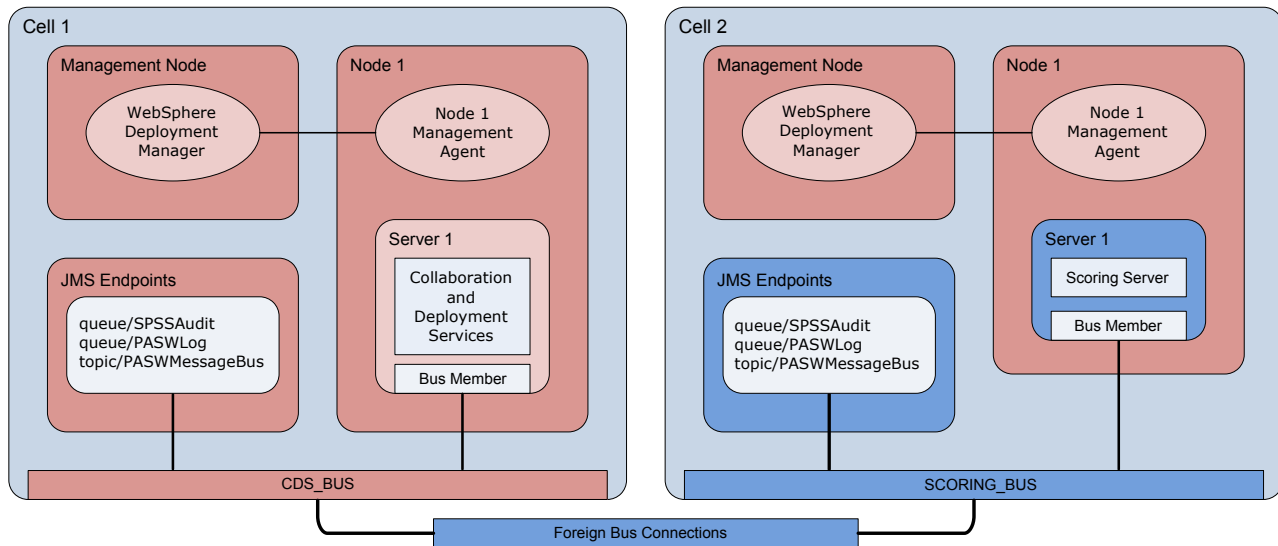 Cell 1
Management Node
WebSphere
Deployment
Manager
Node 1
Node 1
Management
Agent
Server 1
Collaboration
and
Deployment
Services
Bus Member
JMS Endpoints
queue/SPSSAudit
queue/PASWLog
topic/PASWMessageBus
CDS_BUS
Cell 2
Management Node
WebSphere
Deployment
Manager
Node 1
Node 1
Management
Agent
Server 1
Scoring Server
Bus Member
JMS Endpoints
queue/SPSSAudit
queue/PASWLog
topic/PASWMessageBus
SCORING_BUS
Foreign Bus Connections